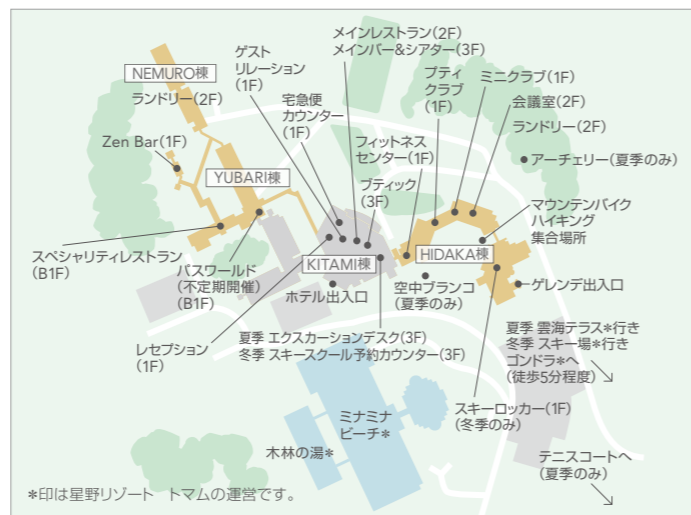 NEMURO棟
ランドリー(2F)
Zen Bar(1F)
YUBARI棟
スペシャリティレストラン
(B1F)
パスワールド
(不定期開催)
(B1F)
レセプション
(1F)
ゲスト
リレーション
(1F)
宅急便
カウンター
(1F)
メインレストラン(2F)
メインバー&シアター(3F)
フィットネス
センター(1F)
ブティック
(3F)
KITAMI棟
ホテル出入口
夏季 エクスカーションデスク(3F)
冬季 スキースクール予約カウンター(3F)
プティ
クラブ
(1F)
ミニクラブ(1F)
会議室(2F)
ランドリー(2F)
アーチェリー(夏季のみ)
マウンテンバイク
ハイキング
集合場所
HIDAKA棟
空中ブランコ
(夏季のみ)
ゲレンデ出入口
夏季 雲海テラス*行き
冬季 スキー場*行き
ゴンドラ*へ
(徒歩5分程度)
スキーロッカー(1F)
(冬季のみ)
ミナミナ
ビーチ*
木林の湯*
テニスコートへ
(夏季のみ)
*印は星野リゾート トマムの運営です。